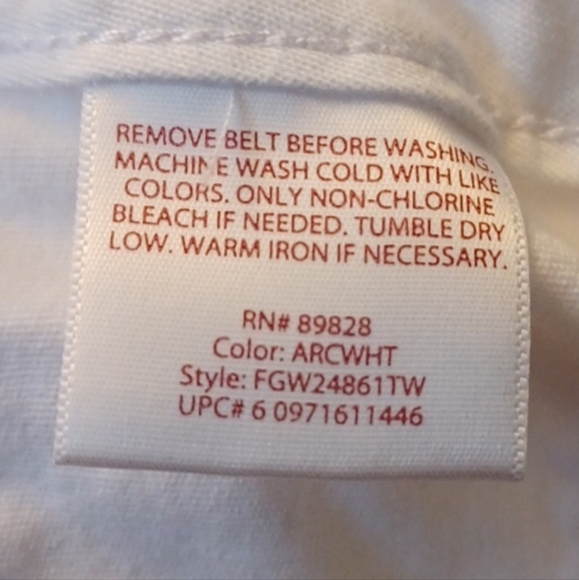 REMOVE BELT BEFORE WASHING.
MACHINE WASH COLD WITH LIKE
COLORS. ONLY NON-CHLORINE
BLEACH IF NEEDED. TUMBLE DRY
LOW. WARM IRON IF NECESSARY.
RN# 89828
Color: ARCWHT
Style: FGW24861TW
UPC# 6 0971611446